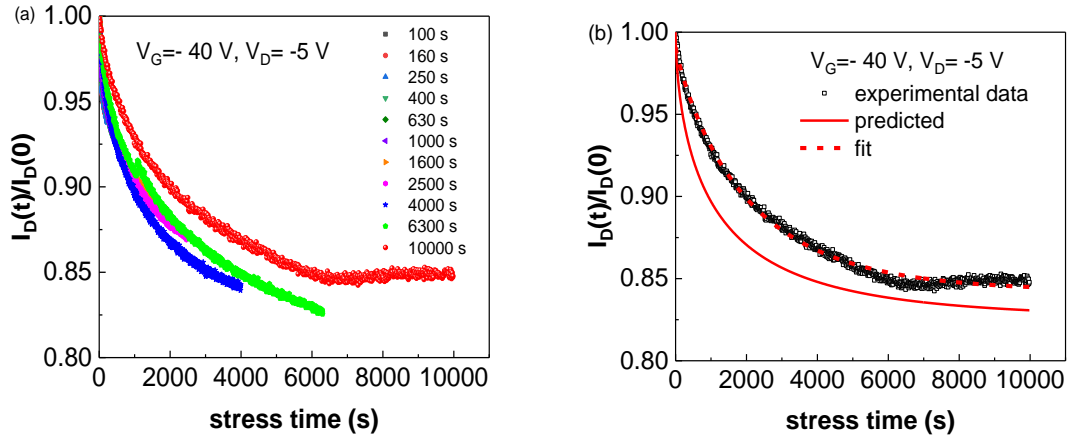 (a)
1.00
0.95
0.90
0.85
0.80
I_D(t)/I_D(0)
V_G=- 40 V, V_D= -5 V
100 s
160 s
250 s
400 s
630 s
1000 s
1600 s
2500 s
4000 s
6300 s
10000 s
0 2000 4000 6000 8000 10000
stress time (s)
(b)
1.00
0.95
0.90
0.85
0.80
I_D(t)/I_D(0)
V_G=- 40 V, V_D= -5 V
experimental data
predicted
fit
0 2000 4000 6000 8000 10000
stress time (s)